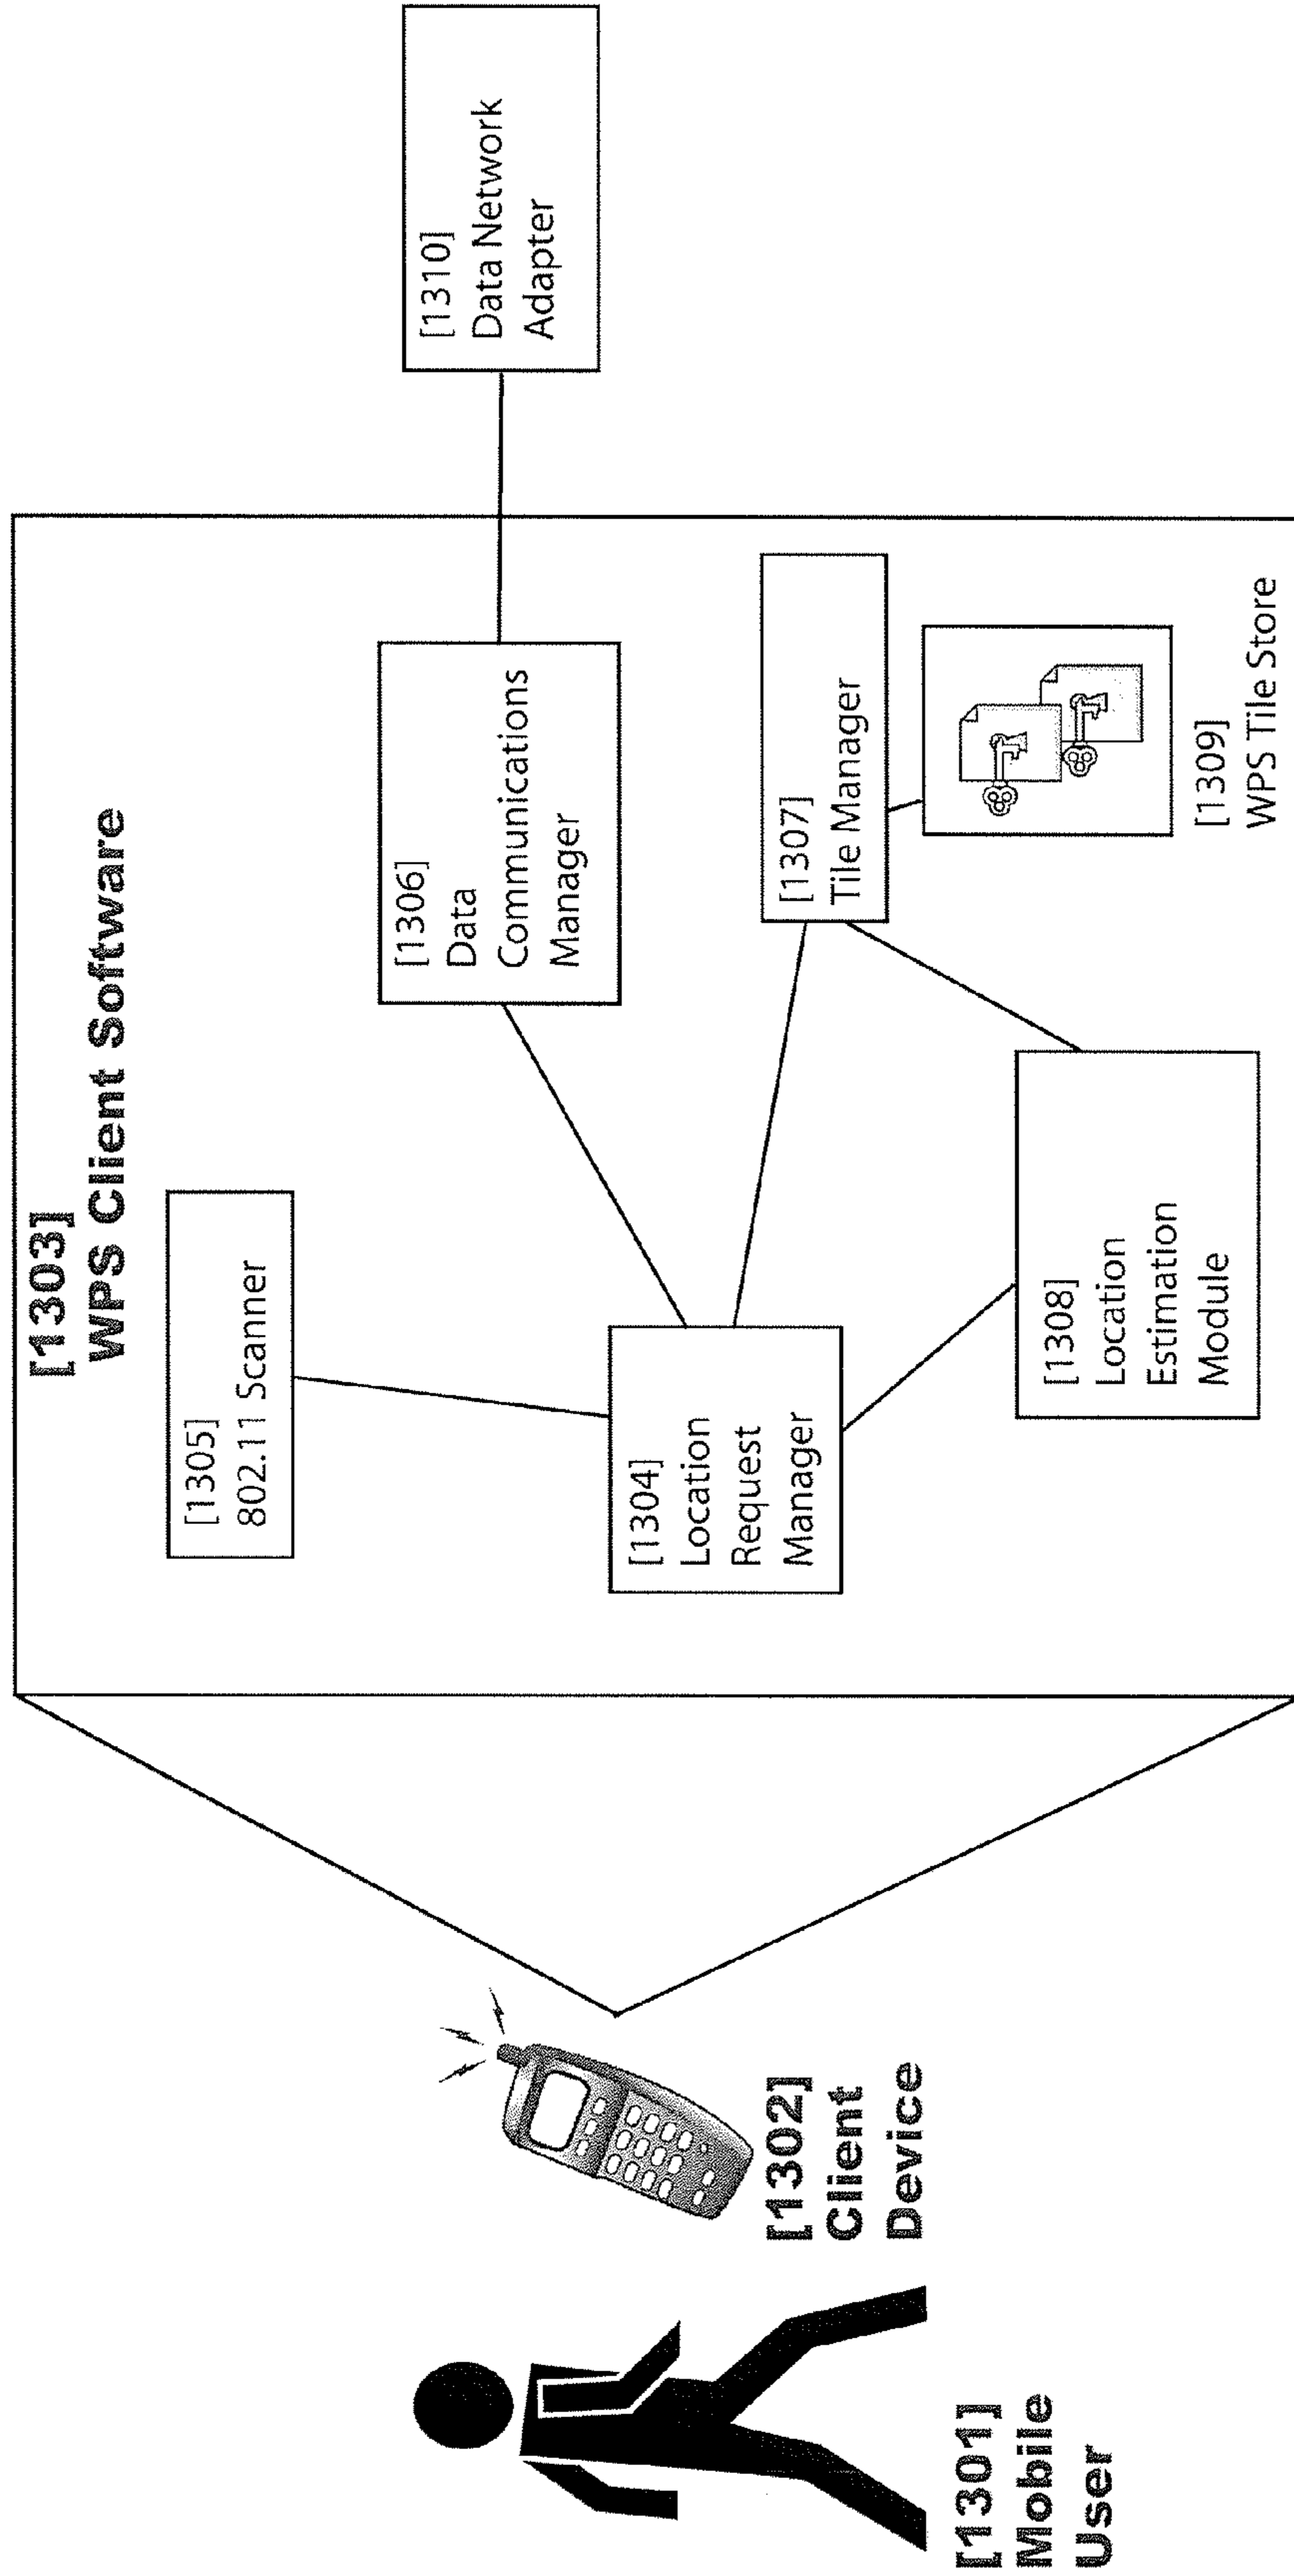 [1303]
WPS Client Software
[1305]
802.11 Scanner
[1306]
Data
Communications
Manager
[1310]
Data Network
Adapter
[1304]
Location
Request
Manager
[1307]
Tile Manager
[1308]
Location
Estimation
Module
[1309]
WPS Tile Store
[1302]
Client
Device
[1301]
Mobile
User